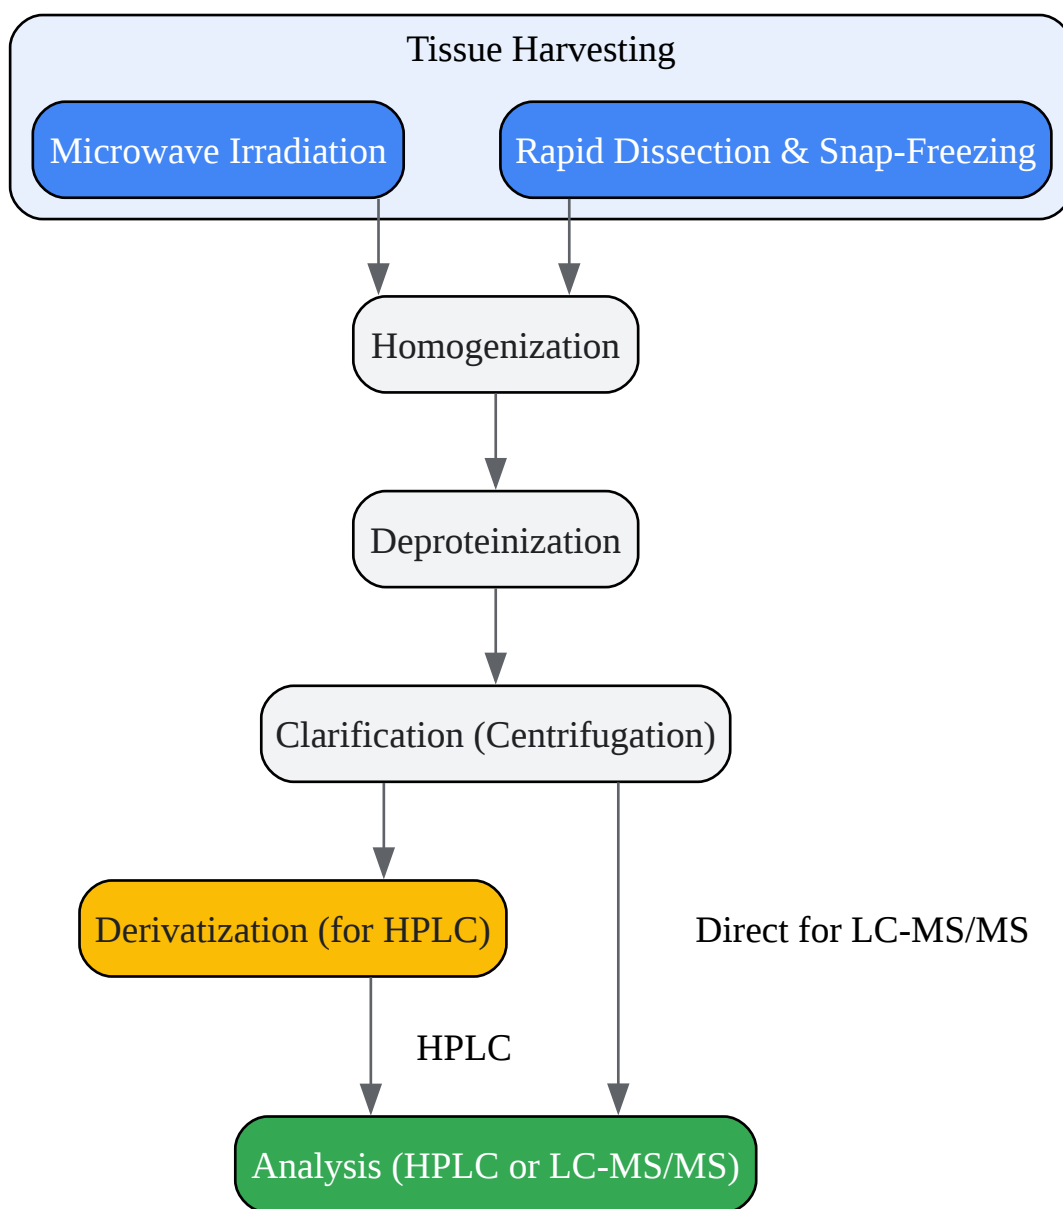 Tissue Harvesting
Microwave Irradiation
Rapid Dissection & Snap-Freezing
Homogenization
Deproteinization
Clarification (Centrifugation)
Derivatization (for HPLC)
Direct for LC-MS/MS
HPLC
Analysis (HPLC or LC-MS/MS)